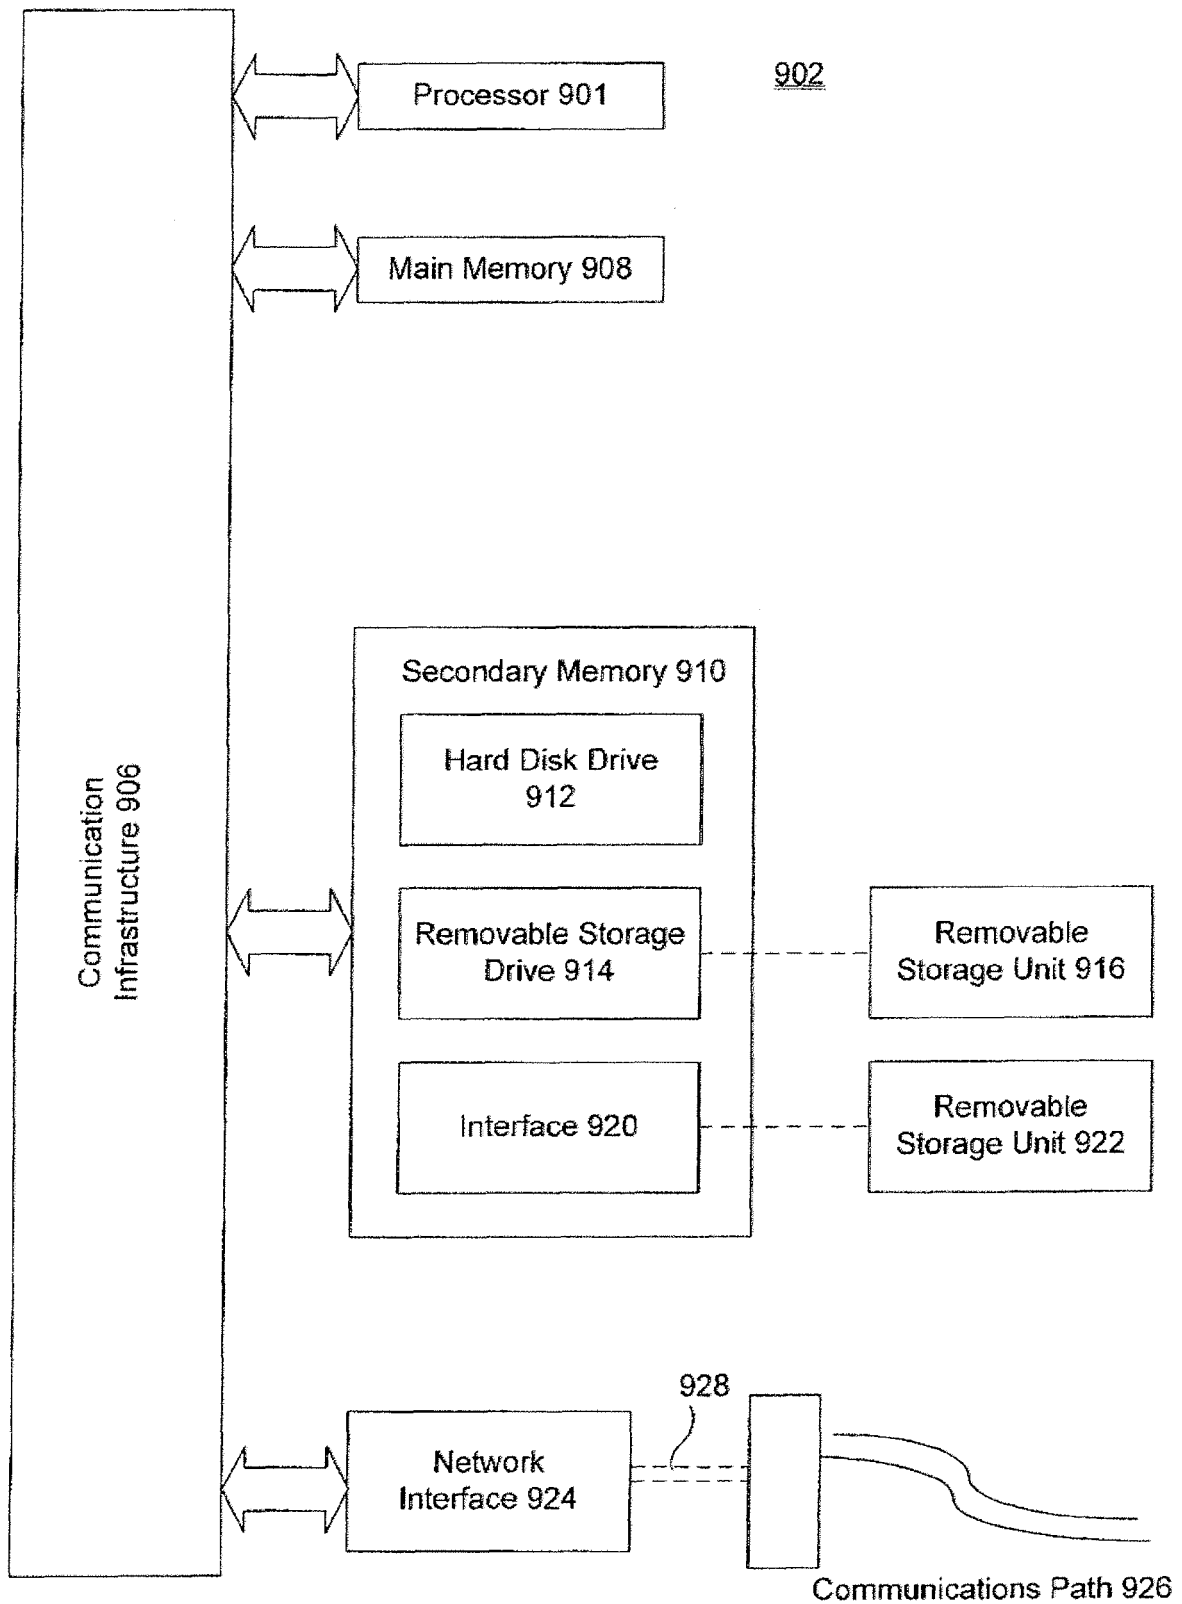 902
Processor 901
Main Memory 908
Communication
Infrastructure 906
Secondary Memory 910
Hard Disk Drive
912
Removable Storage
Drive 914
Removable
Storage Unit 916
Interface 920
Removable
Storage Unit 922
928
Network
Interface 924
Communications Path 926